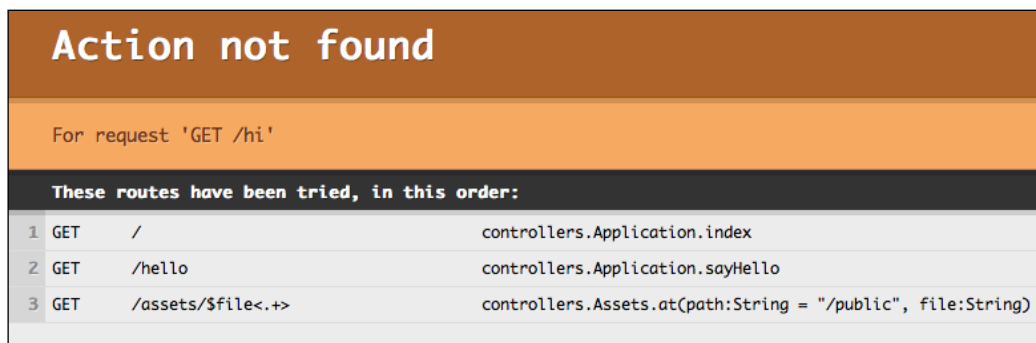 Action not found
For request 'GET /hi'
These routes have been tried, in this order:
1 GET / controllers.Application.index
2 GET /hello controllers.Application.sayHello
3 GET /assets/$file<.+> controllers.Assets.at(path:String = "/public", file:String)